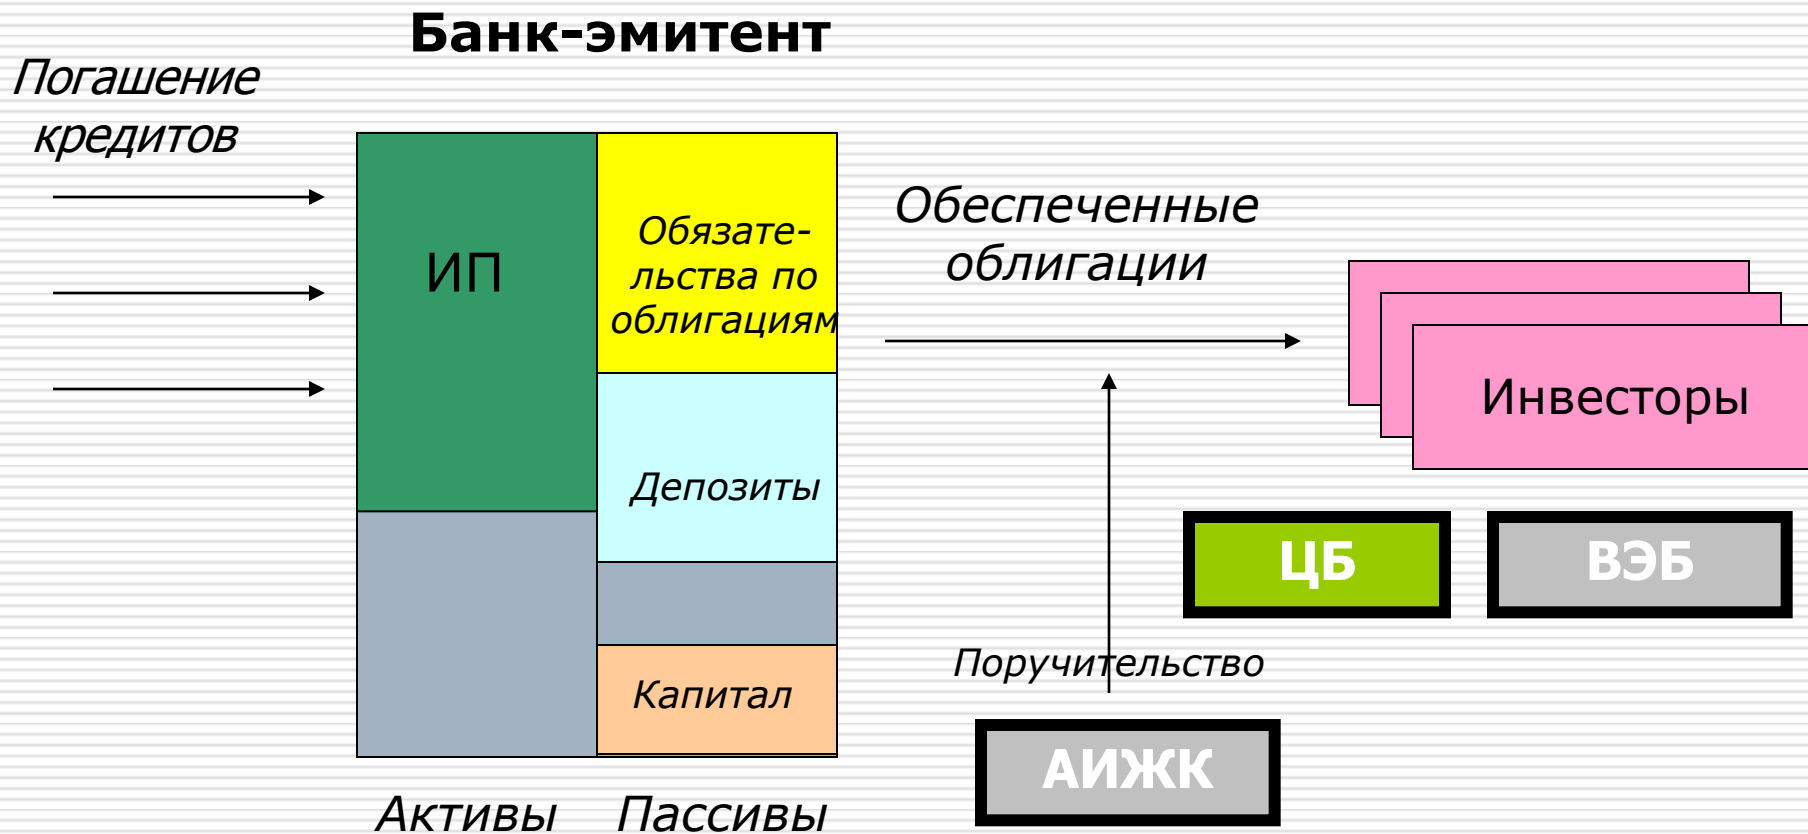 Банк-эмитент
Погашение
кредитов
ИП
Обязате-
льства по
облигациям
Депозиты
Капитал
Активы
Пассивы
Обеспеченные
облигации
Инвесторы
ЦБ
ВЭБ
Поручительство
АИЖК